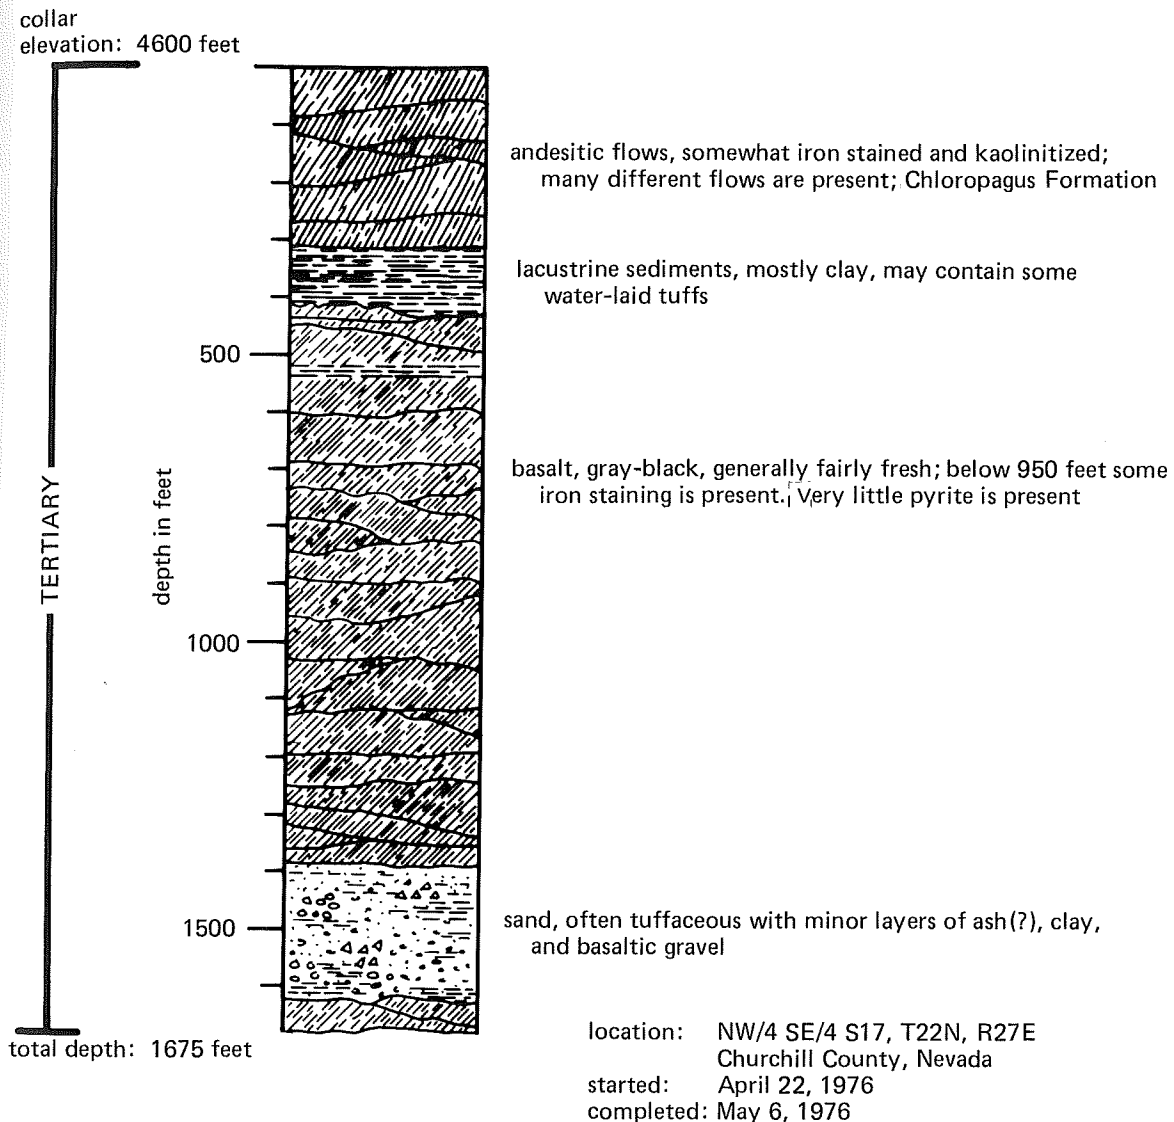 collar
elevation: 4600 feet
andesitic flows, somewhat iron stained and kaolinitized;
many different flows are present; Chloropagus Formation
lacustrine sediments, mostly clay, may contain some
water-laid tuffs
500
basalt, gray-black, generally fairly fresh; below 950 feet some
iron staining is present. Very little pyrite is present
TERTIARY
depth in feet
1000
1500
sand, often tuffaceous with minor layers of ash(?), clay,
and basaltic gravel
total depth: 1675 feet
location: NW/4 SE/4 S17, T22N, R27E
Churchill County, Nevada
started: April 22, 1976
completed: May 6, 1976